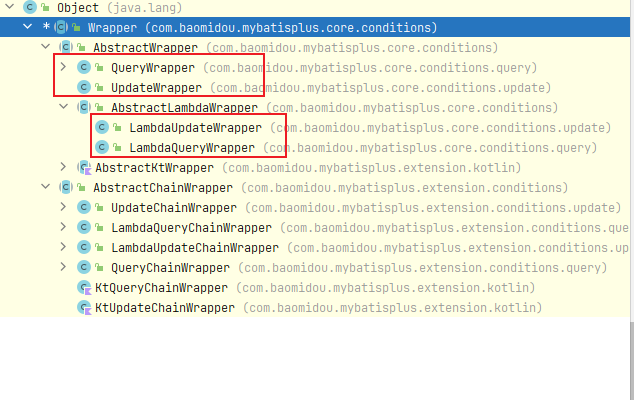 Object (java.lang)
* Wrapper (com.baomidou.mybatisplus.core.conditions)
AbstractWrapper (com.baomidou.mybatisplus.core.conditions)
QueryWrapper (com.baomidou.mybatisplus.core.conditions.query)
UpdateWrapper (com.baomidou.mybatisplus.core.conditions.update)
AbstractLambdaWrapper (com.baomidou.mybatisplus.core.conditions)
LambdaUpdateWrapper (com.baomidou.mybatisplus.core.conditions.update)
LambdaQueryWrapper (com.baomidou.mybatisplus.core.conditions.query)
AbstractKtWrapper (com.baomidou.mybatisplus.extension.kotlin)
AbstractChainWrapper (com.baomidou.mybatisplus.extension.conditions)
UpdateChainWrapper (com.baomidou.mybatisplus.extension.conditions.update)
LambdaQueryChainWrapper (com.baomidou.mybatisplus.extension.conditions.que
LambdaUpdateChainWrapper (com.baomidou.mybatisplus.extension.conditions.up
QueryChainWrapper (com.baomidou.mybatisplus.extension.conditions.query)
KtQueryChainWrapper (com.baomidou.mybatisplus.extension.kotlin)
KtUpdateChainWrapper (com.baomidou.mybatisplus.extension.kotlin)